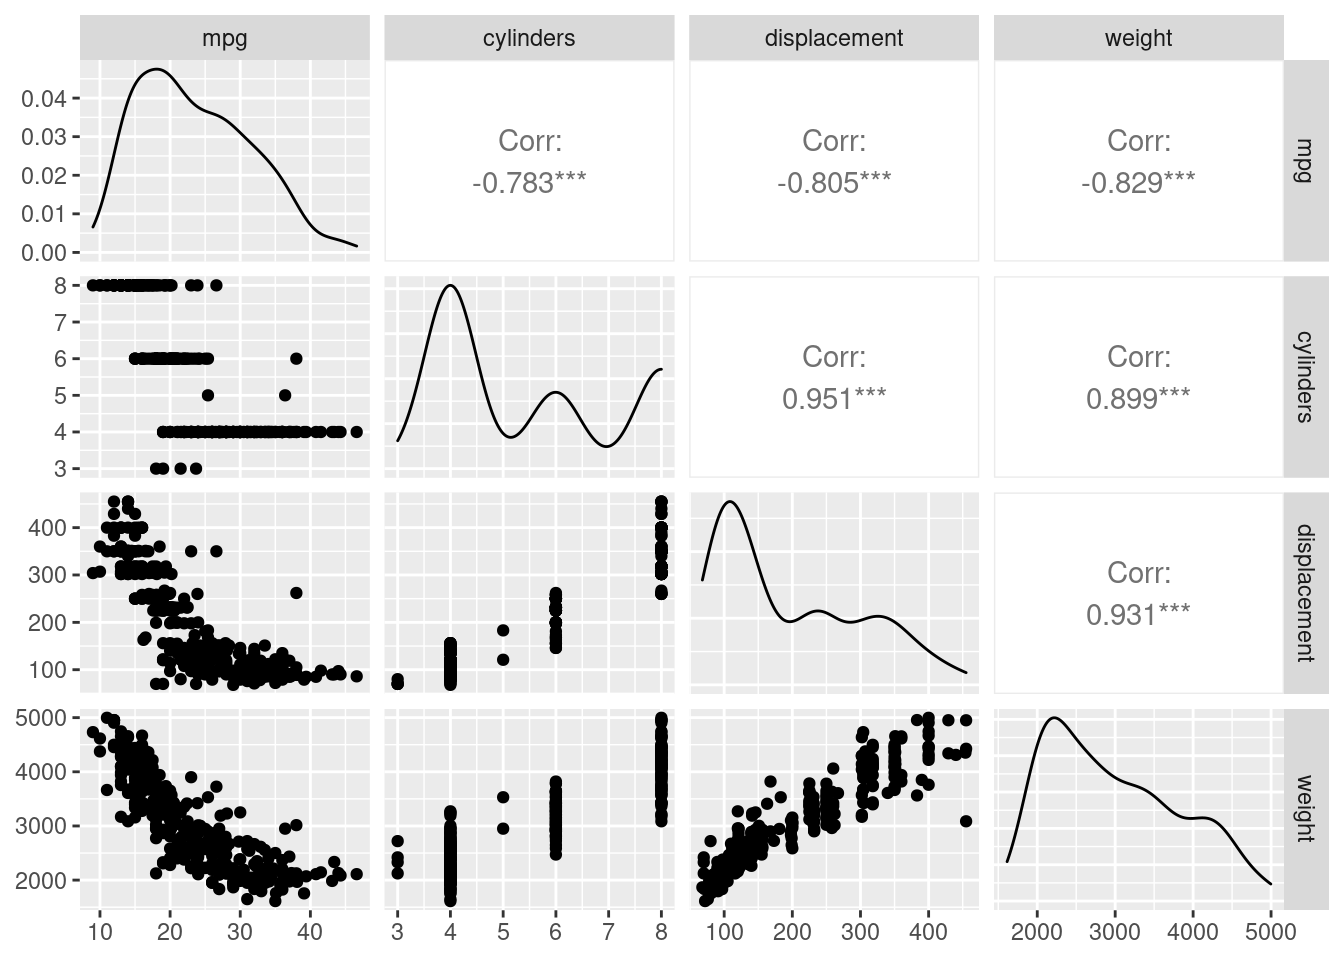 mpg
cylinders
displacement
weight
0.04
0.03
0.02
0.01
0.00
Corr:
-0.783***
Corr:
-0.805***
Corr:
-0.829***
mpg
8
7
6
5
4
3
Corr:
0.951***
Corr:
0.899***
cylinders
400
300
200
100
Corr:
0.931***
displacement
5000
4000
3000
2000
weight
10 20 30 40
3 4 5 6 7 8
100 200 300 400
2000 3000 4000 5000